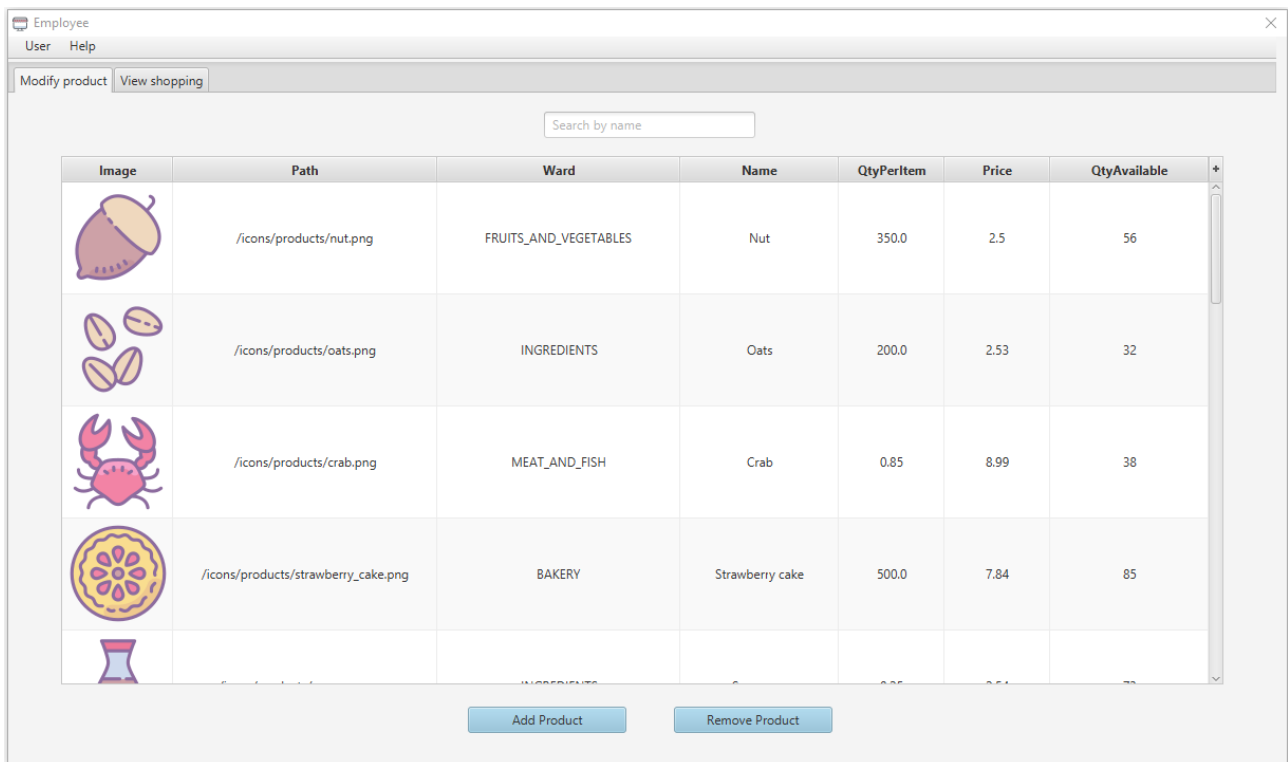 Employee
User Help
Modify product View shopping
Search by name
Image Path Ward Name QtyPerItem Price QtyAvailable +
/icons/products/nut.png FRUITS_AND_VEGETABLES Nut 350.0 2.5 56
/icons/products/oats.png INGREDIENTS Oats 200.0 2.53 32
/icons/products/crab.png MEAT_AND_FISH Crab 0.85 8.99 38
/icons/products/strawberry_cake.png BAKERY Strawberry cake 500.0 7.84 85
Add Product Remove Product